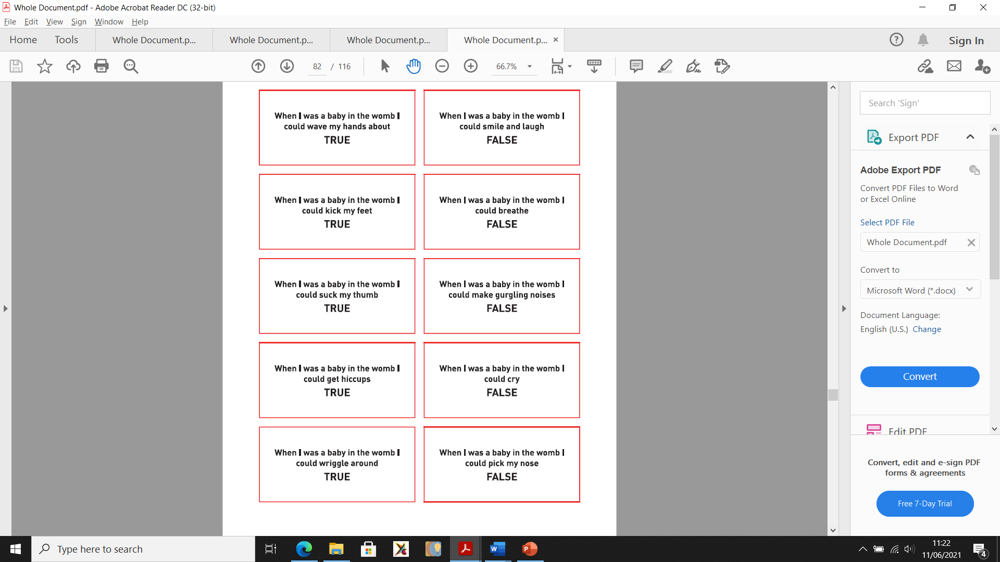 Whole Document.pdf - Adobe Acrobat Reader DC (32-bit)
File Edit View Sign Window Help
Home Tools Whole Document.p... Whole Document.p... Whole Document.p... Whole Document.p... Sign In
82 / 116 66.7%
When I was a baby in the womb I
could wave my hands about
TRUE
When I was a baby in the womb I
could smile and laugh
FALSE
When I was a baby in the womb I
could kick my feet
TRUE
When I was a baby in the womb I
could breathe
FALSE
When I was a baby in the womb I
could suck my thumb
TRUE
When I was a baby in the womb I
could make gurgling noises
FALSE
When I was a baby in the womb I
could get hiccups
TRUE
When I was a baby in the womb I
could cry
FALSE
When I was a baby in the womb I
could wriggle around
TRUE
When I was a baby in the womb I
could pick my nose
FALSE
Search 'Sign'
Export PDF
Adobe Export PDF
Convert PDF Files to Word
or Excel Online
Select PDF File
Whole Document.pdf
Convert to
Microsoft Word (*.docx)
Document Language:
English (U.S.) Change
Convert
Edit PDF
Convert, edit and e-sign PDF
forms & agreements
Free 7-Day Trial
Type here to search
11:22
11/06/2021
4